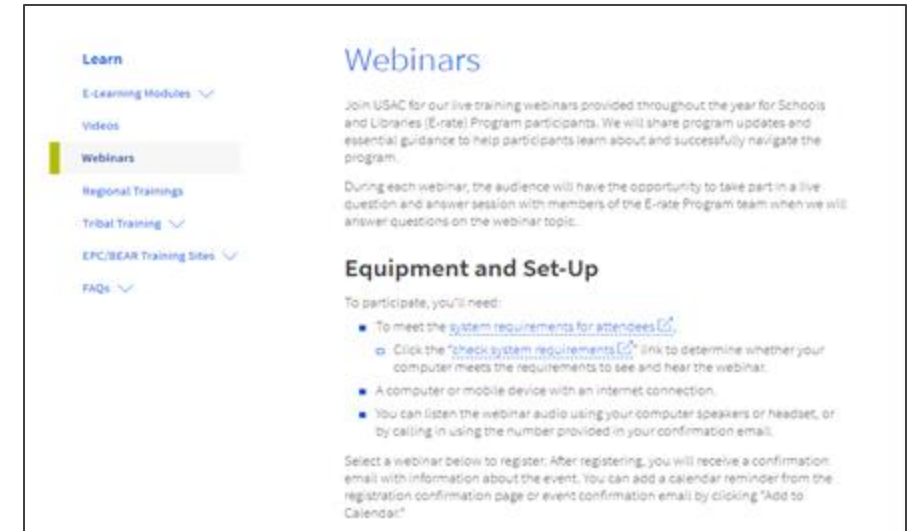 Learn
E-Learning Modules
Videos
Webinars
Regional Trainings
Tribal Training
EPC/BEAR Training Sites
FAQs
Webinars
Join USAC for our live training webinars provided throughout the year for Schools
and Libraries (E-rate) Program participants. We will share program updates and
essential guidance to help participants learn about and successfully navigate the
program.
During each webinar, the audience will have the opportunity to take part in a live
question and answer session with members of the E-rate Program team when we will
answer questions on the webinar topic.
Equipment and Set-Up
To participate, you'll need:
To meet the system requirements for attendees.
Click the "check system requirements" link to determine whether your
computer meets the requirements to see and hear the webinar.
A computer or mobile device with an internet connection.
You can listen the webinar audio using your computer speakers or headset, or
by calling in using the number provided in your confirmation email.
Select a webinar below to register. After registering, you will receive a confirmation
email with information about the event. You can add a calendar reminder from the
registration confirmation page or event confirmation email by clicking "Add to
Calendar."